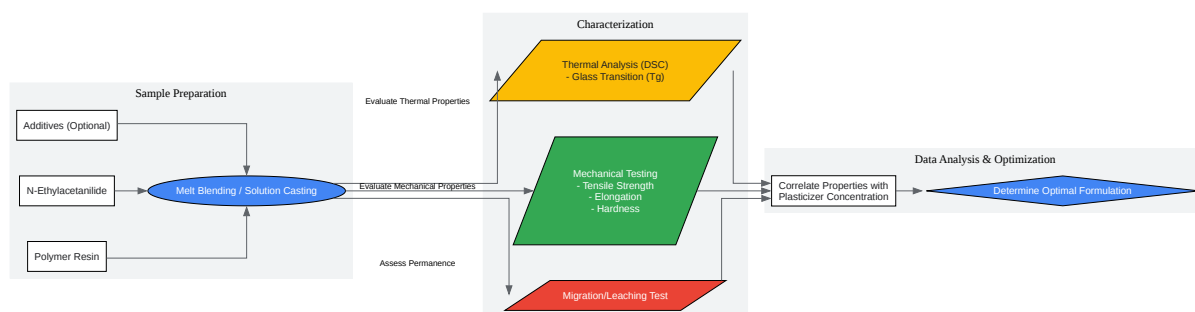 Sample Preparation
Additives (Optional)
N-Ethylacetanilide
Polymer Resin
Melt Blending / Solution Casting
Evaluate Thermal Properties
Evaluate Mechanical Properties
Assess Permanence
Characterization
Thermal Analysis (DSC)
- Glass Transition (Tg)
Mechanical Testing
- Tensile Strength
- Elongation
- Hardness
Migration/Leaching Test
Data Analysis & Optimization
Correlate Properties with
Plasticizer Concentration
Determine Optimal Formulation